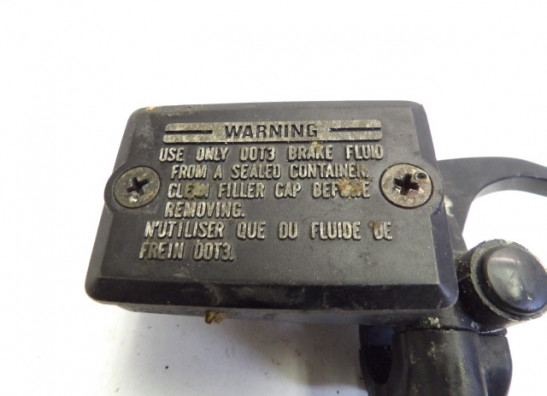 WARNING
USE ONLY DOT3 BRAKE FLUID
FROM A SEALED CONTAINER.
CLEAN FILLER CAP BEFORE
REMOVING.
N'UTILISER QUE DU FLUIDE DE
FREIN DOT3.